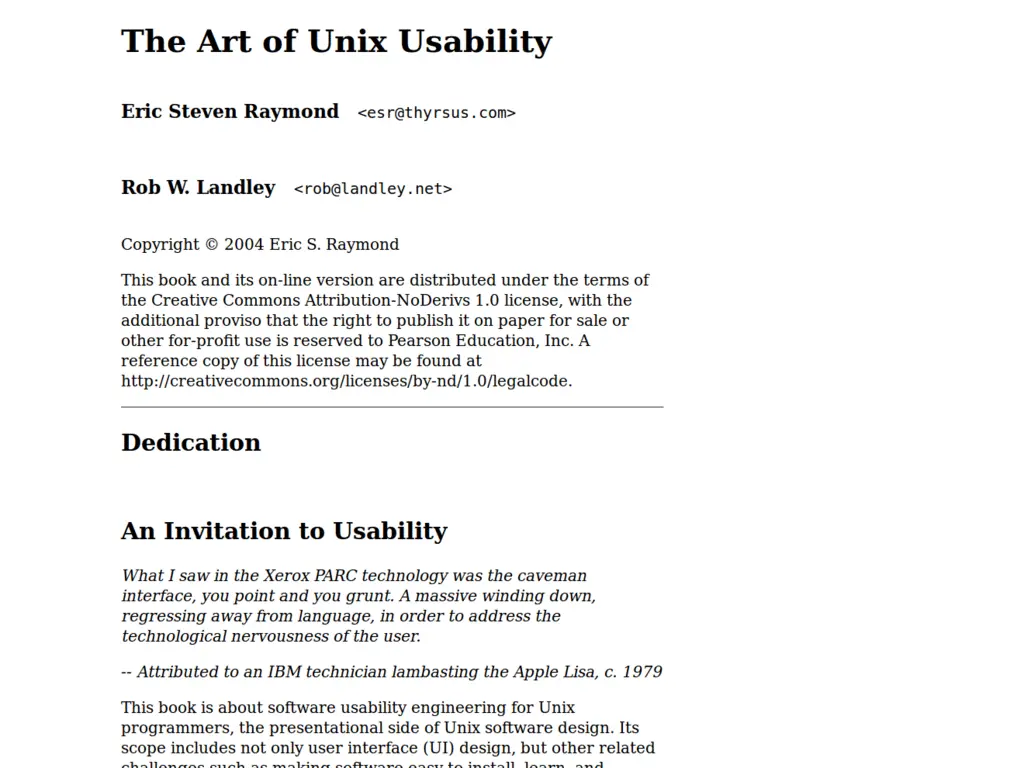 The Art of Unix Usability
Eric Steven Raymond <esr@thyrsus.com>
Rob W. Landley <rob@landley.net>
Copyright © 2004 Eric S. Raymond
This book and its on-line version are distributed under the terms of
the Creative Commons Attribution-NoDerivs 1.0 license, with the
additional proviso that the right to publish it on paper for sale or
other for-profit use is reserved to Pearson Education, Inc. A
reference copy of this license may be found at
http://creativecommons.org/licenses/by-nd/1.0/legalcode.
Dedication
An Invitation to Usability
What I saw in the Xerox PARC technology was the caveman
interface, you point and you grunt. A massive winding down,
regressing away from language, in order to address the
technological nervousness of the user.
-- Attributed to an IBM technician lambasting the Apple Lisa, c. 1979
This book is about software usability engineering for Unix
programmers, the presentational side of Unix software design. Its
scope includes not only user interface (UI) design, but other related
challenges such as making software easy to install, learn, and